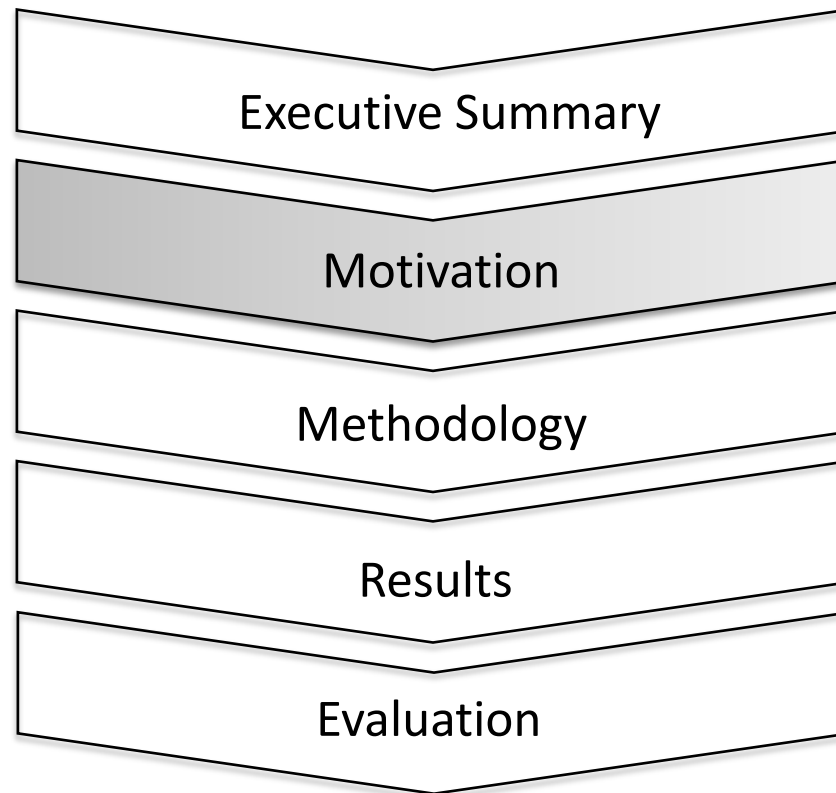 Executive Summary
Motivation
Methodology
Results
Evaluation